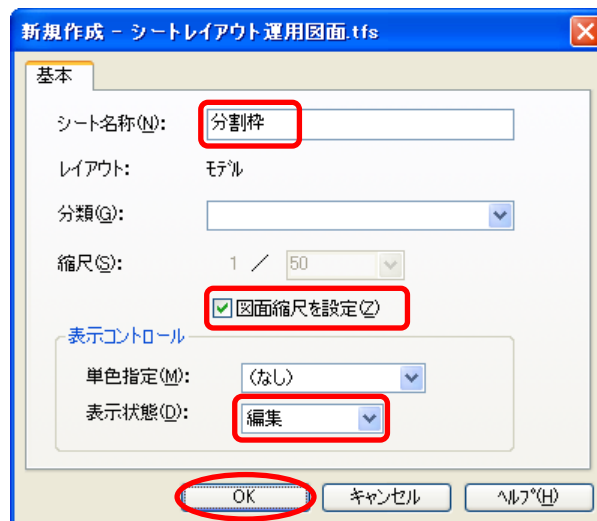 新規作成 - シートレイアウト運用図面.tfs
基本
シート名称(N): 分割枠
レイアウト: モデル
分類(G):
縮尺(S): 1 / 50
図面縮尺を設定(Z)
表示コントロール
単色指定(M): (なし)
表示状態(D): 編集
OK キャンセル ヘルプ(H)